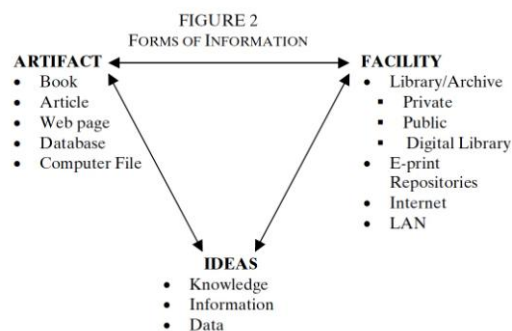 FIGURE 2
FORMS OF INFORMATION
ARTIFACT
• Book
• Article
• Web page
• Database
• Computer File
FACILITY
• Library/Archive
▪ Private
▪ Public
▪ Digital Library
• E-print
Repositories
• Internet
• LAN
IDEAS
• Knowledge
• Information
• Data